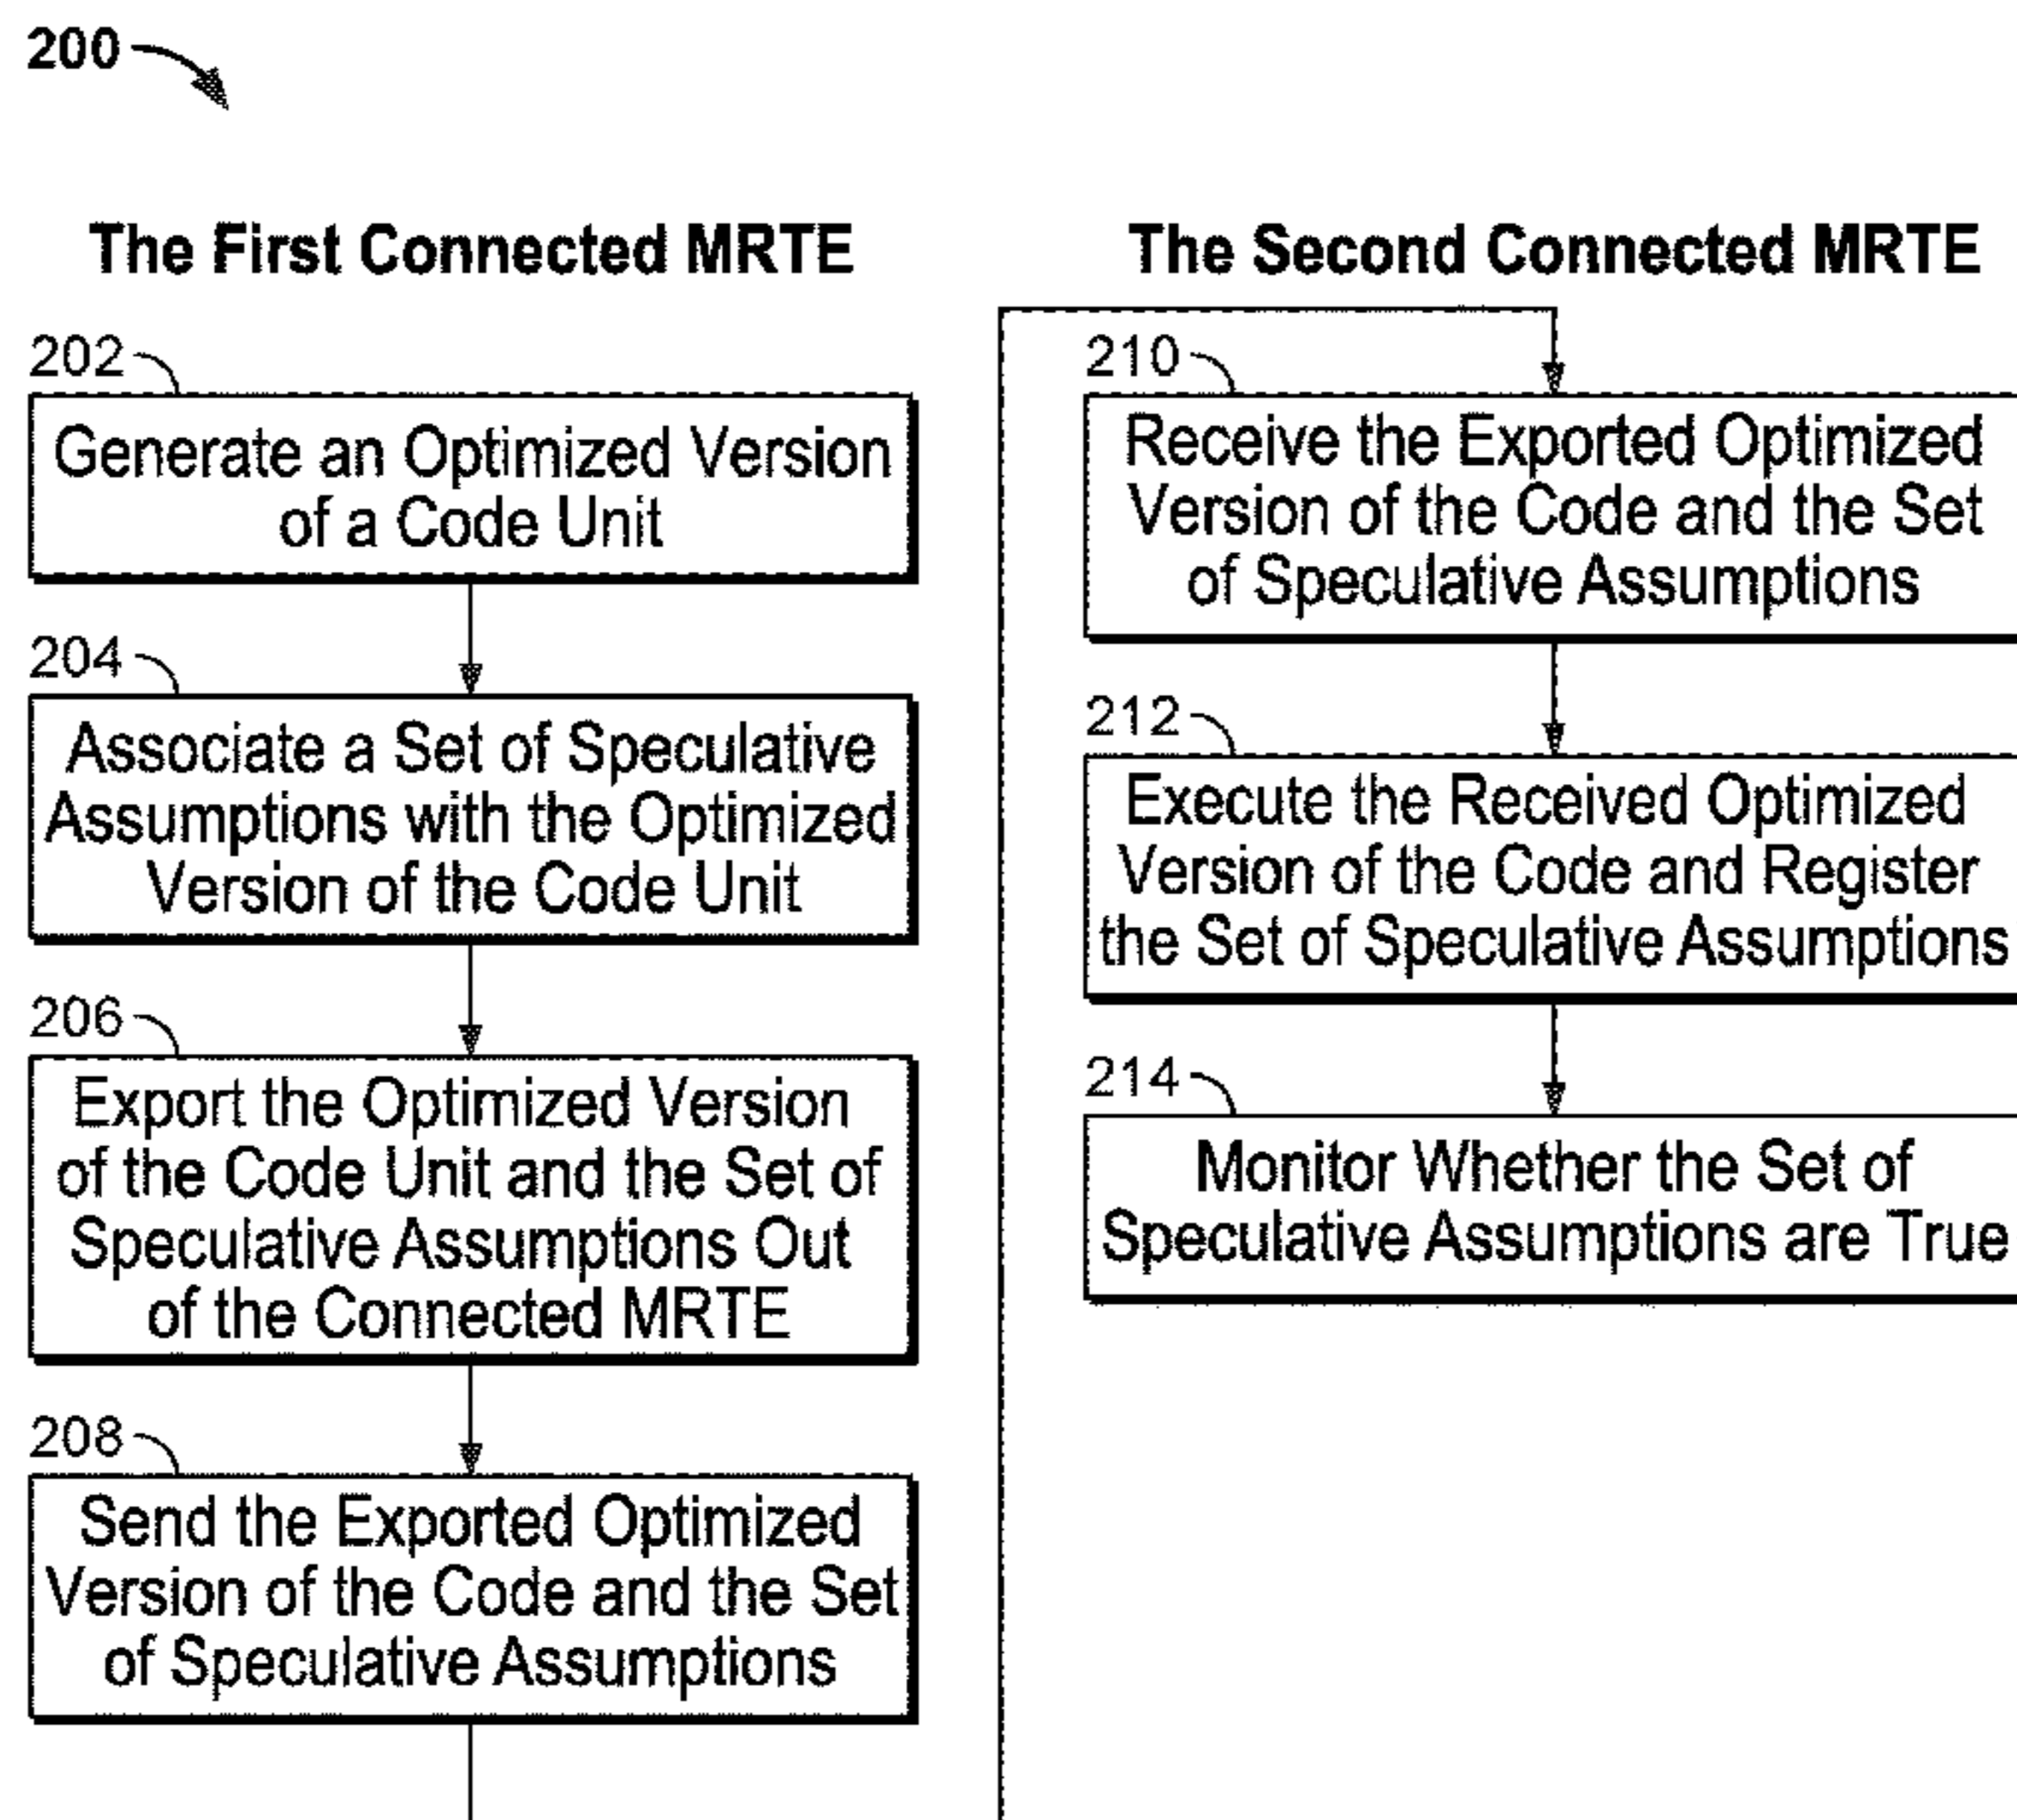 200
The First Connected MRTE
202
Generate an Optimized Version
of a Code Unit
204
Associate a Set of Speculative
Assumptions with the Optimized
Version of the Code Unit
206
Export the Optimized Version
of the Code Unit and the Set of
Speculative Assumptions Out
of the Connected MRTE
208
Send the Exported Optimized
Version of the Code and the Set
of Speculative Assumptions
The Second Connected MRTE
210
Receive the Exported Optimized
Version of the Code and the Set
of Speculative Assumptions
212
Execute the Received Optimized
Version of the Code and Register
the Set of Speculative Assumptions
214
Monitor Whether the Set of
Speculative Assumptions are True